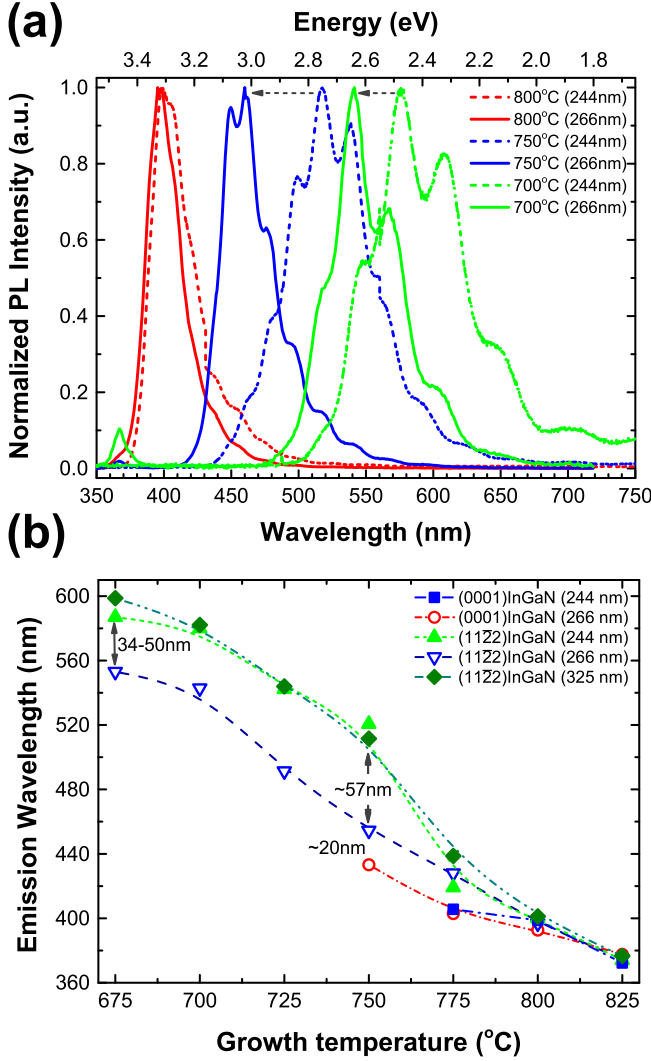 (a)
Energy (eV)
3.4 3.2 3.0 2.8 2.6 2.4 2.2 2.0 1.8
Normalized PL Intensity (a.u.)
1.0
0.8
0.6
0.4
0.2
0.0
800°C (244nm)
800°C (266nm)
750°C (244nm)
750°C (266nm)
700°C (244nm)
700°C (266nm)
350 400 450 500 550 600 650 700 750
Wavelength (nm)
(b)
Emission Wavelength (nm)
600
560
520
480
440
400
360
(0001)InGaN (244 nm)
(0001)InGaN (266 nm)
(112̄2)InGaN (244 nm)
(112̄2)InGaN (266 nm)
(112̄2)InGaN (325 nm)
34-50nm
~57nm
~20nm
675 700 725 750 775 800 825
Growth temperature (°C)